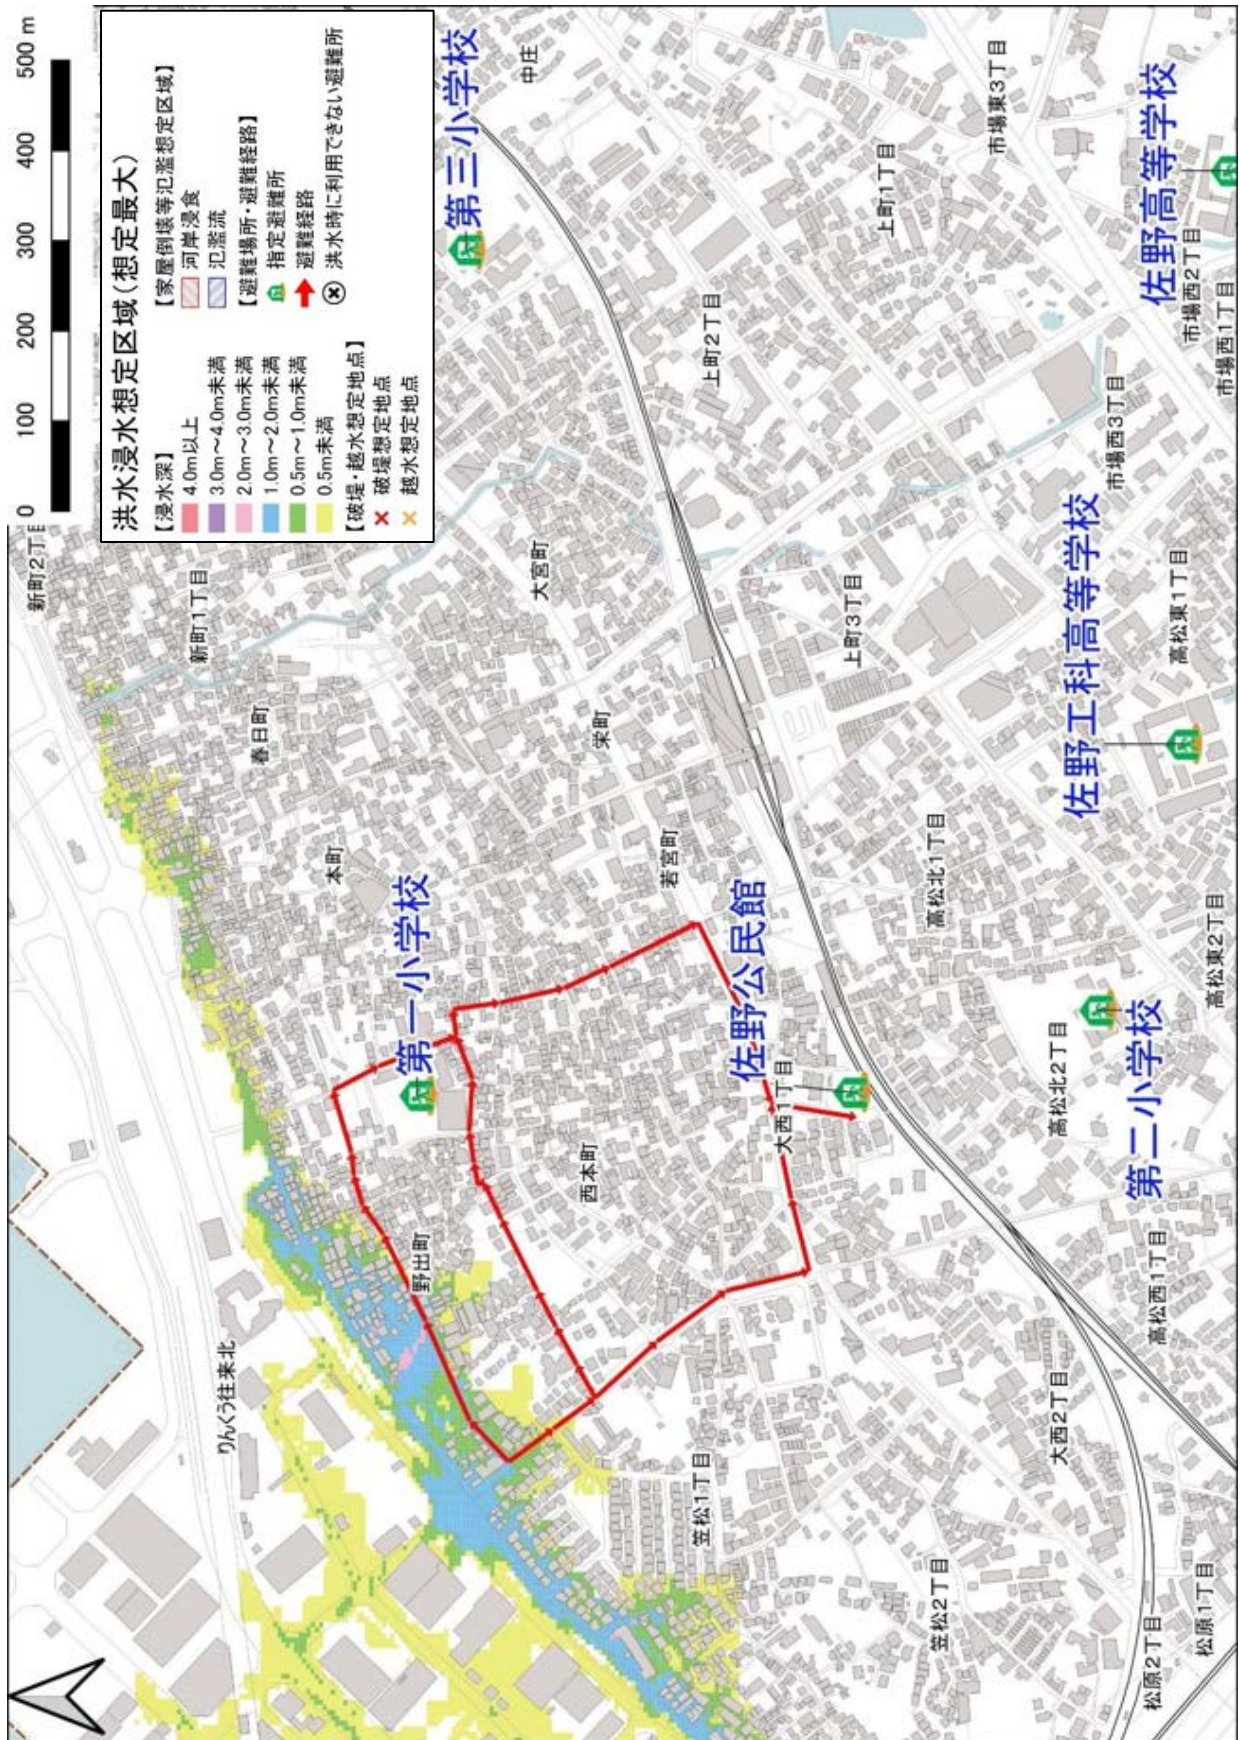 0 100 200 300 400 500 m
洪水浸水想定区域(想定最大)
【浸水深】
4.0m以上
3.0m～4.0m未満
2.0m～3.0m未満
1.0m～2.0m未満
0.5m～1.0m未満
0.5m未満
【破堤・越水想定地点】
破堤想定地点
越水想定地点
【家屋倒壊等氾濫想定区域】
河岸浸食
氾濫流
【避難場所・避難経路】
指定避難所
避難経路
洪水時に利用できない避難所
新町2丁目
新町1丁目
春日町
本町
第一小学校
りんくう往来北
野出町
西本町
大宮町
栄町
若宮町
佐野公民館
大西1丁目
笠松1丁目
笠松2丁目
第三小学校
中庄
上町1丁目
上町2丁目
上町3丁目
市場東3丁目
佐野高等学校
市場西2丁目
市場西1丁目
市場西3丁目
佐野工科高等学校
高松東1丁目
高松北1丁目
高松東2丁目
高松北2丁目
第二小学校
高松西1丁目
大西2丁目
松原2丁目
松原1丁目